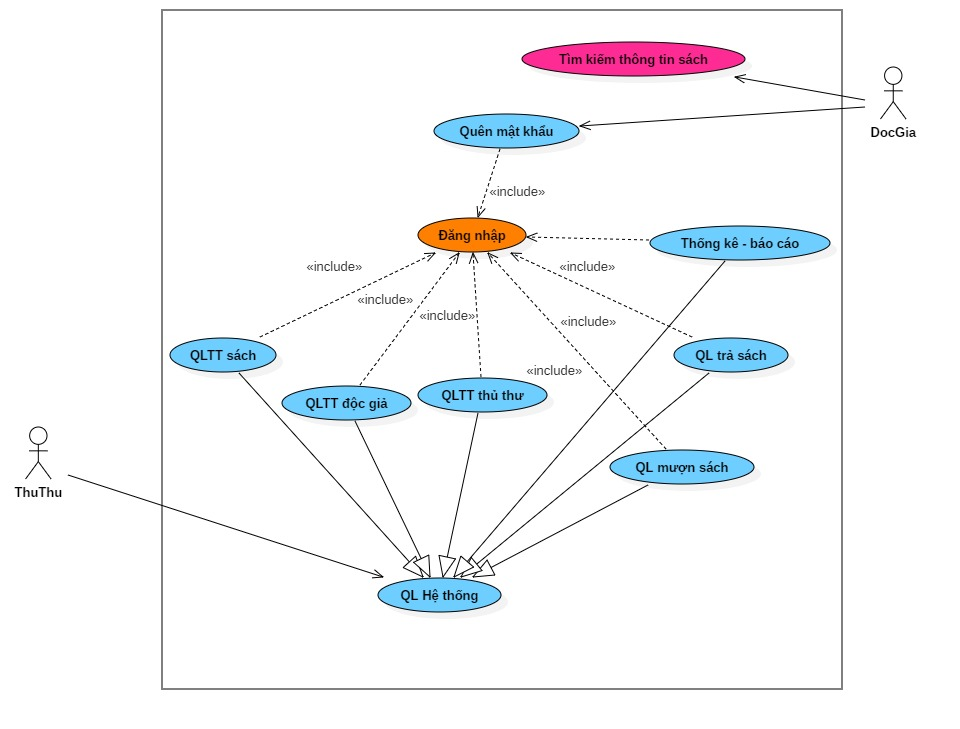 Tìm kiếm thông tin sách
DocGia
Quên mật khẩu
«include»
Đăng nhập
Thống kê - báo cáo
«include»
«include»
«include»
«include»
«include»
«include»
QLTT sách
QL trả sách
QLTT độc giả
QLTT thủ thư
QL mượn sách
ThuThu
QL Hệ thống